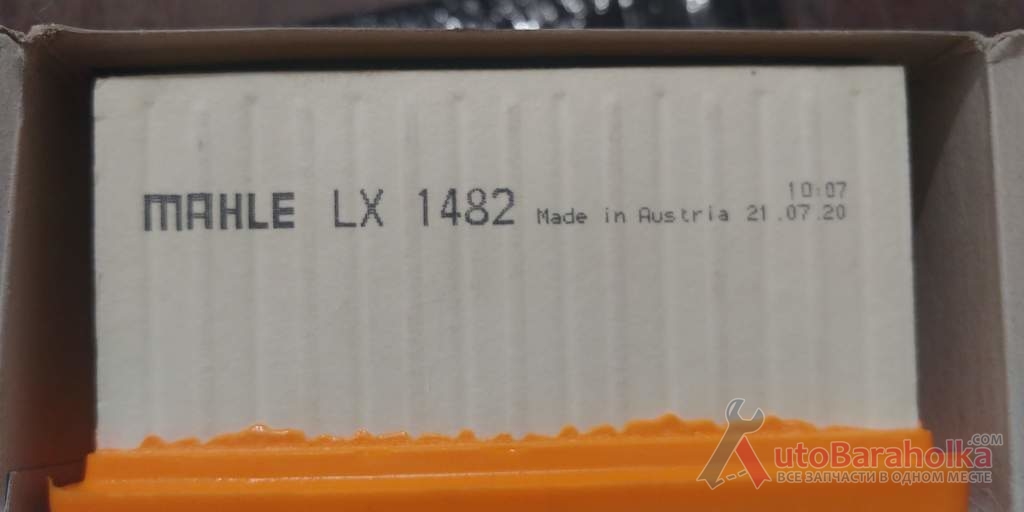 10:07
MAHLE LX 1482 Made in Austria 21.07.20
AutoBaraholka.COM
ВСЕ ЗАПЧАСТИ В ОДНОМ МЕСТЕ